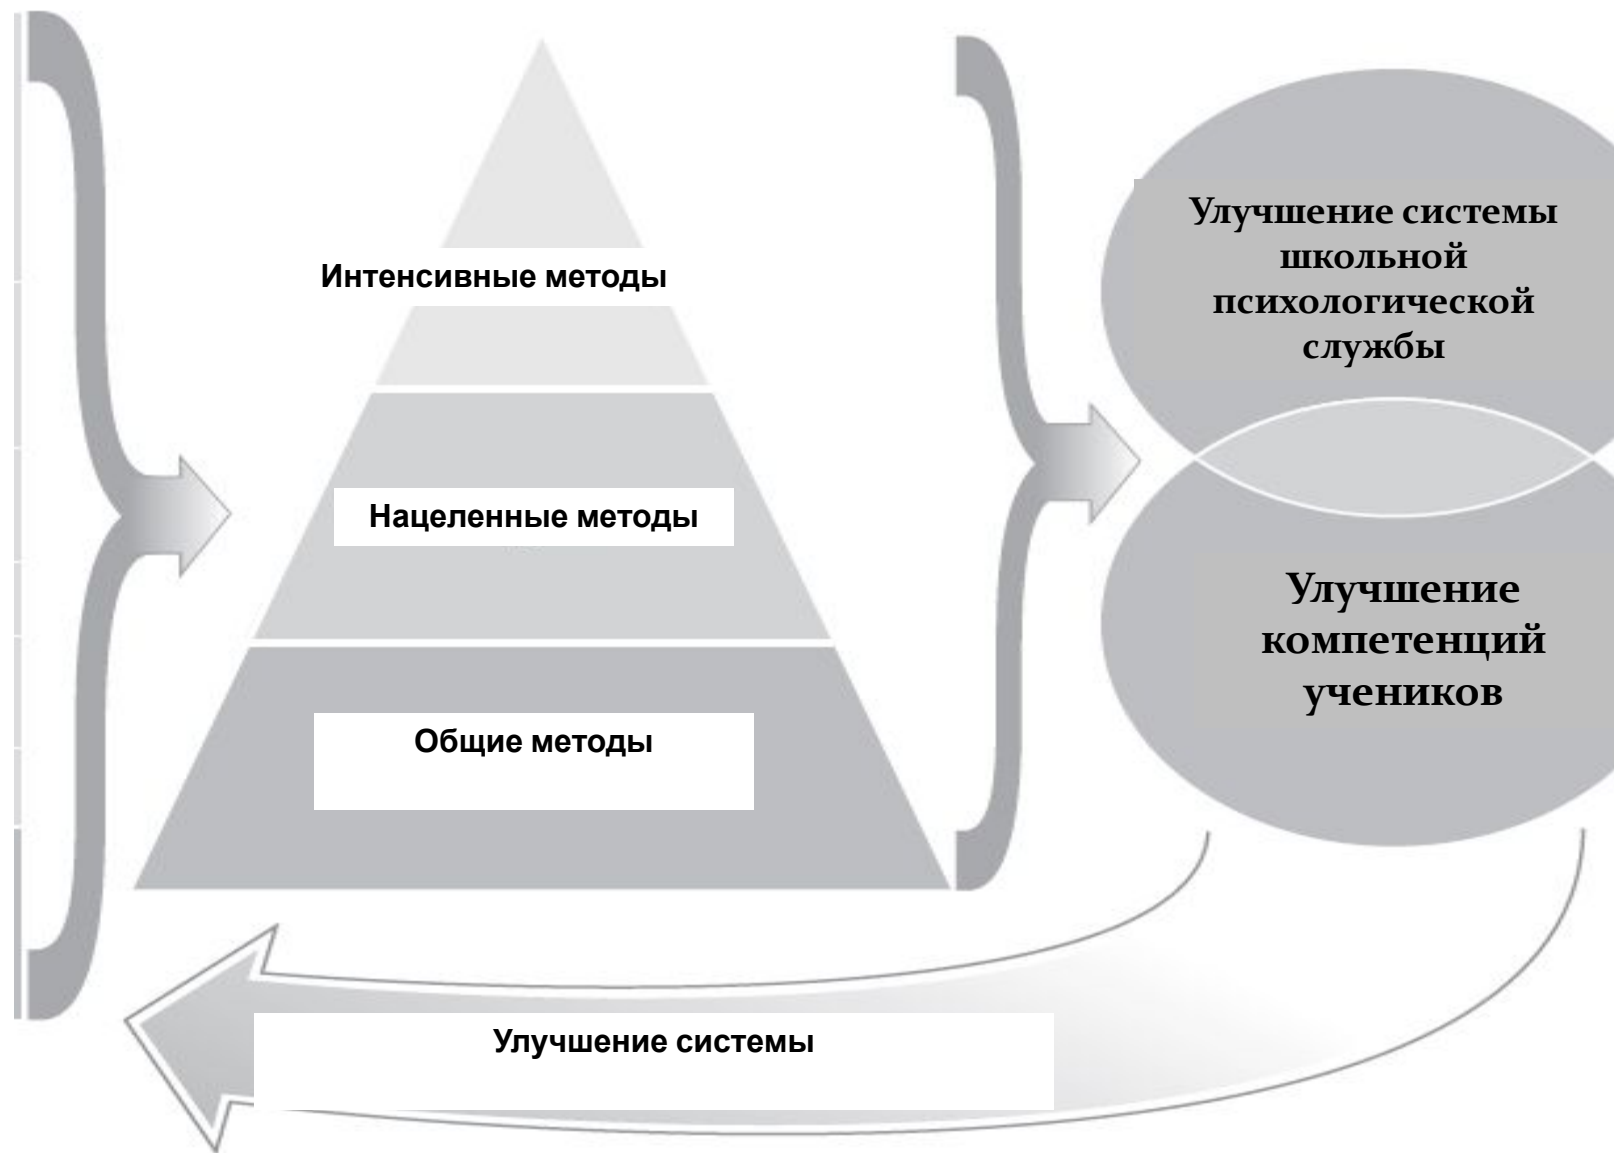 Интенсивные методы
Нацеленные методы
Общие методы
Улучшение системы
школьной
психологической
службы
Улучшение
компетенций
учеников
Улучшение системы